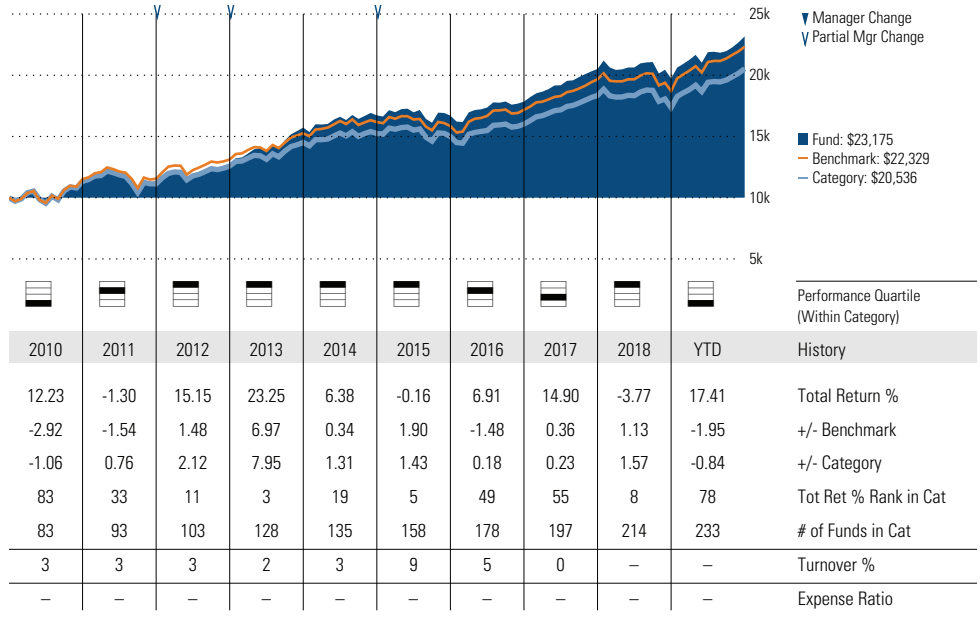 25k
Manager Change
Partial Mgr Change
20k
15k
Fund: $23,175
Benchmark: $22,329
Category: $20,536
10k
5k
Performance Quartile
(Within Category)
2010 2011 2012 2013 2014 2015 2016 2017 2018 YTD History
12.23 -1.30 15.15 23.25 6.38 -0.16 6.91 14.90 -3.77 17.41 Total Return %
-2.92 -1.54 1.48 6.97 0.34 1.90 -1.48 0.36 1.13 -1.95 +/- Benchmark
-1.06 0.76 2.12 7.95 1.31 1.43 0.18 0.23 1.57 -0.84 +/- Category
83 33 11 3 19 5 49 55 8 78 Tot Ret % Rank in Cat
83 93 103 128 135 158 178 197 214 233 # of Funds in Cat
3 3 3 2 3 9 5 0 – – Turnover %
– – – – – – – – – – Expense Ratio